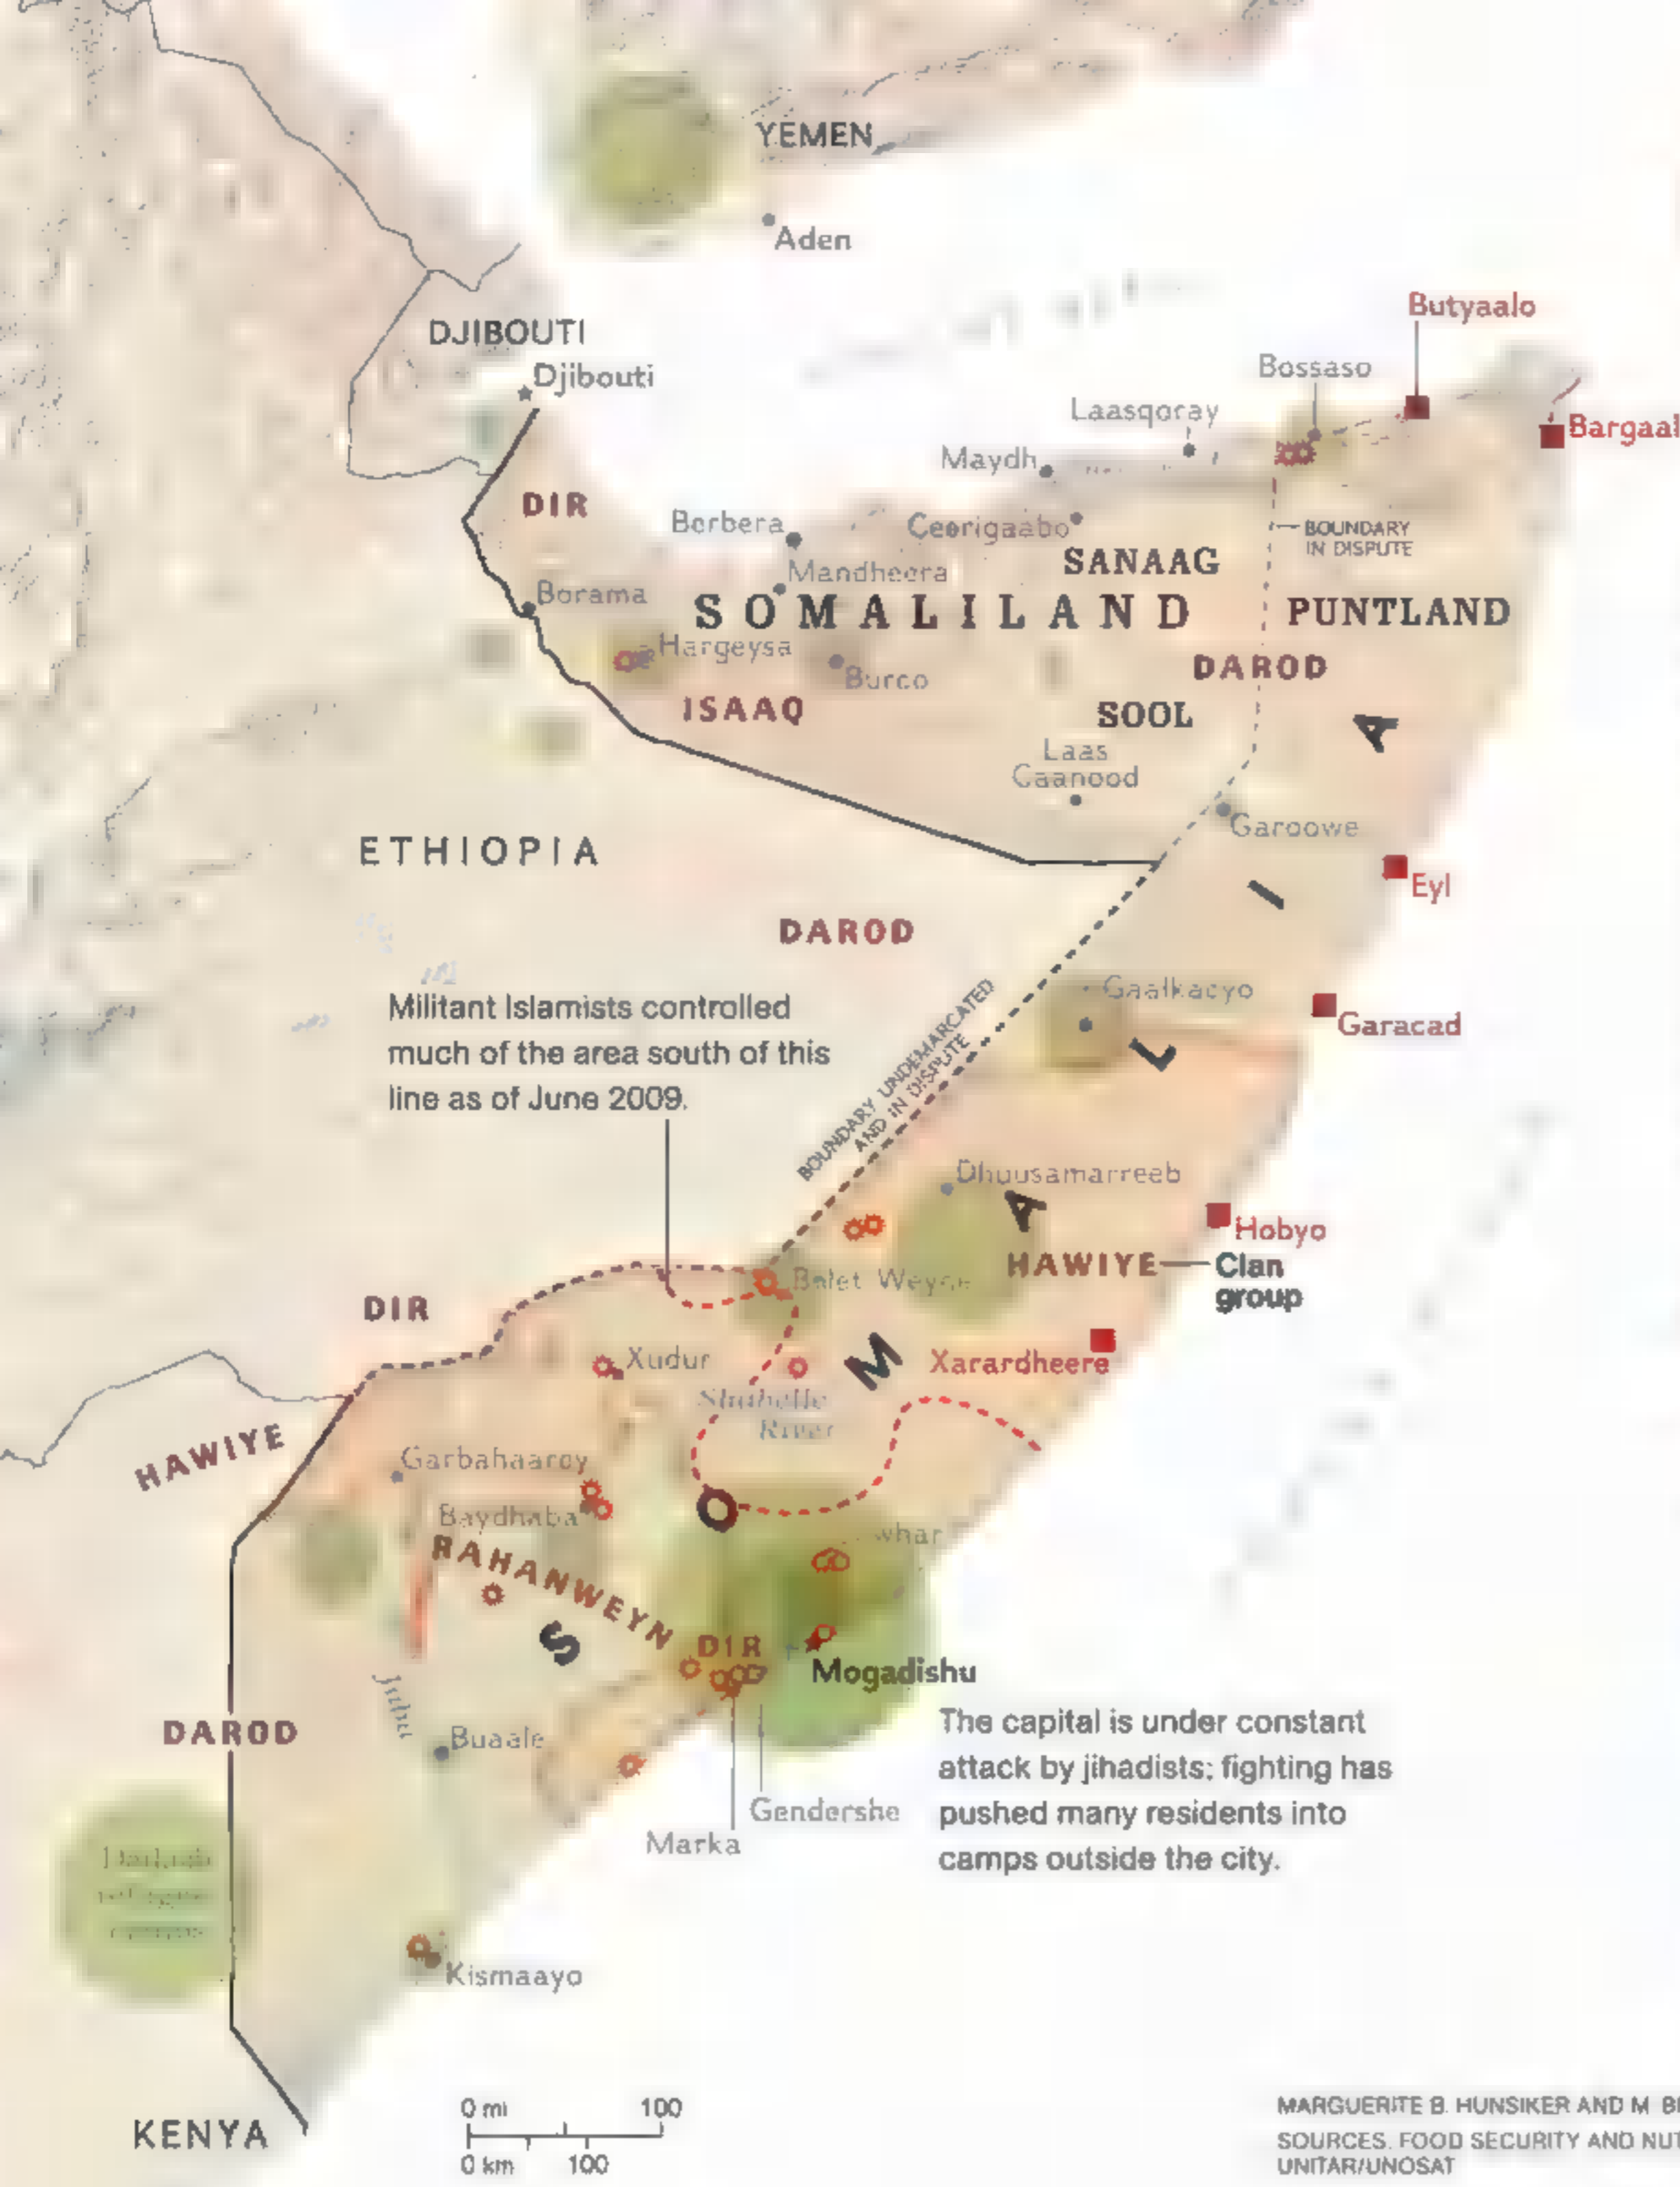 YEMEN
Aden
DJIBOUTI
Djibouti
Butyaalo
Bossaso
Bargaal
Laasqoray
Maydh
DIR
Berbera
Ceerigaabo
BOUNDARY
IN DISPUTE
SANAAG
Mandheera
Borama
SOMALILAND
PUNTLAND
Hargeysa
DAROD
Burco
ISAAQ
SOOL
Laas
Caanood
Garoowe
ETHIOPIA
Eyl
DAROD
Gaalkacyo
Militant Islamists controlled
much of the area south of this
line as of June 2009.
Garacad
BOUNDARY UNDEMARCATED
AND IN DISPUTE
Dhuusamarreeb
Hobyo
HAWIYE
Clan
group
Belet Weyne
DIR
Xarardheere
Xudur
Shabelle
River
HAWIYE
Garbahaarey
Baydhaba
RAHANWEYN
SOMALIA
DIR
Mogadishu
The capital is under constant
attack by jihadists; fighting has
pushed many residents into
camps outside the city.
Juba
DAROD
Buaale
Gendershe
Marka
Kismaayo
KENYA
0 mi 100
0 km 100
MARGUERITE B. HUNSIKER AND M
SOURCES: FOOD SECURITY AND
UNITAR/UNOSAT